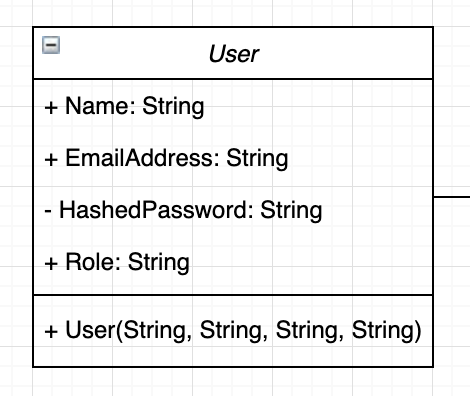 User
+ Name: String
+ EmailAddress: String
- HashedPassword: String
+ Role: String
+ User(String, String, String, String)